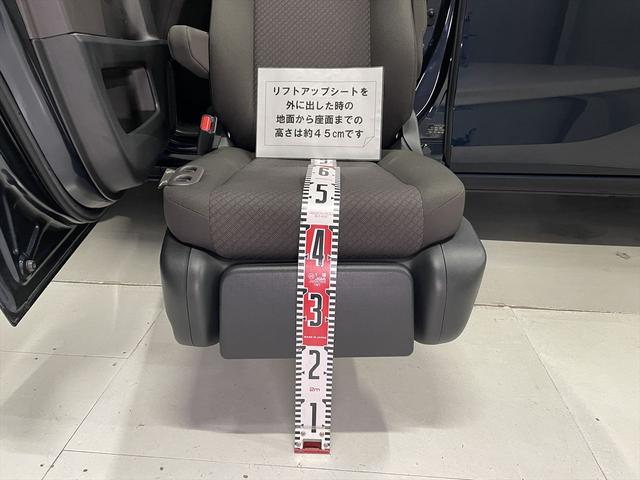 リフトアップシートを
外に出した時の
地面から座面までの
高さは約45cmです
6
5
4
3
2
2m
1